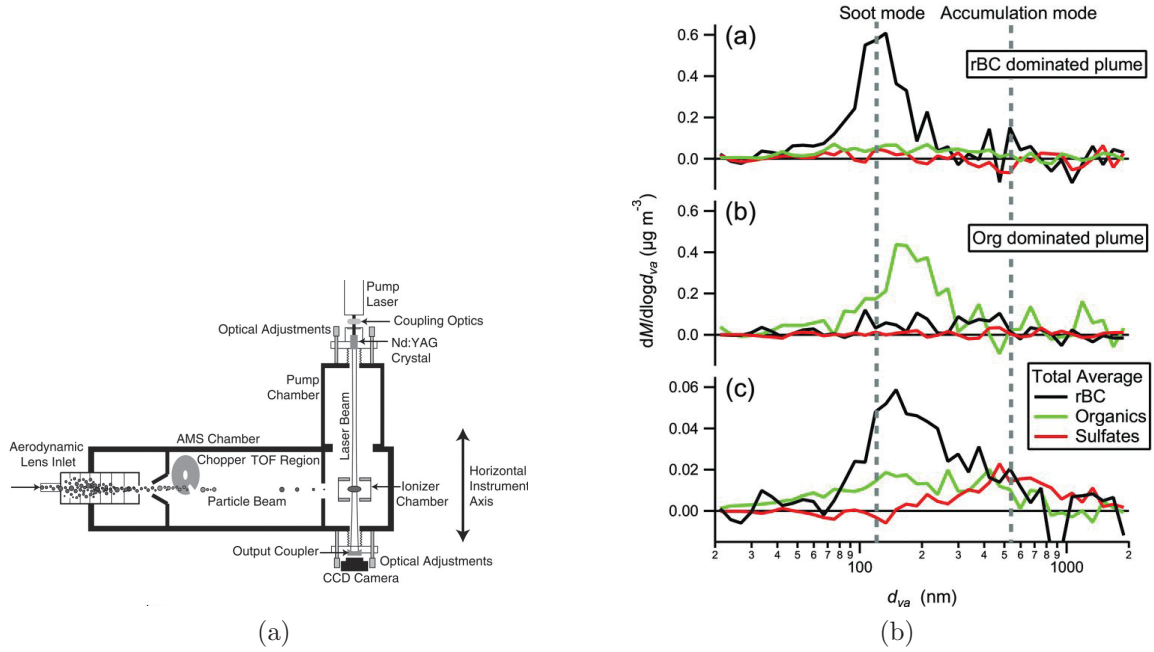 Pump
Laser
Optical Adjustments
Coupling Optics
Nd:YAG
Crystal
Pump
Chamber
Laser Beam
AMS Chamber
Aerodynamic
Lens Inlet
Chopper TOF Region
Particle Beam
Ionizer
Chamber
Horizontal
Instrument
Axis
Output Coupler
Optical Adjustments
CCD Camera
(a)
Soot mode Accumulation mode
(a)
rBC dominated plume
0.6
0.4
0.2
0.0
(b)
Org dominated plume
0.6
0.4
0.2
0.0
dM/dlogdva (µg m⁻³)
(c)
Total Average
rBC
Organics
Sulfates
0.06
0.04
0.02
0.00
2 3 4 5 6 7 8 9 100 2 3 4 5 6 7 8 9 1000 2
dva (nm)
(b)